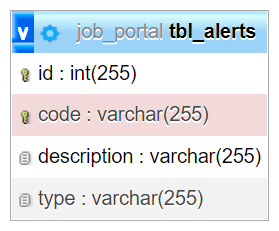 v job_portal tbl_alerts
id : int(255)
code : varchar(255)
description : varchar(255)
type : varchar(255)